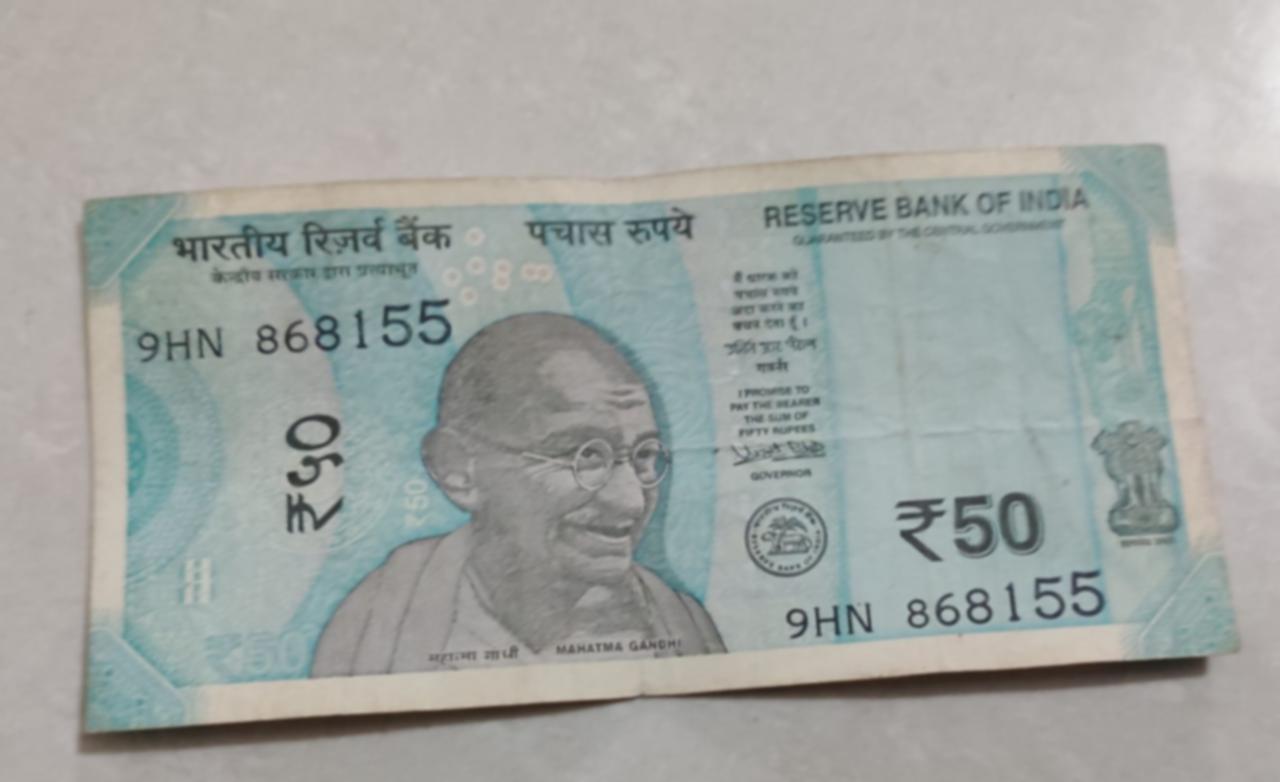 भारतीय रिज़र्व बैंक
केन्द्रीय सरकार द्वारा प्रत्याभूत
पचास रुपये
RESERVE BANK OF INDIA
GUARANTEED BY THE CENTRAL GOVERNMENT
9HN 868155
₹५०
₹50
मैं धारक को
पचास रुपये
अदा करने का
वचन देता हूँ।
गवर्नर
I PROMISE TO
PAY THE BEARER
THE SUM OF
FIFTY RUPEES
GOVERNOR
₹50
9HN 868155
₹50
महात्मा गांधी
MAHATMA GANDHI